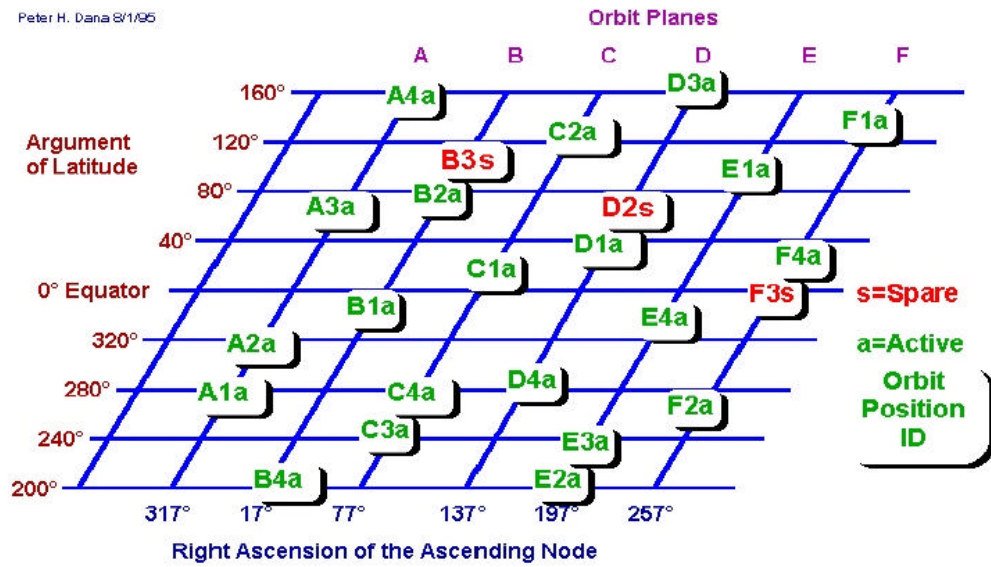 Peter H. Dana 8/1/95
Orbit Planes
A B C D E F
160° A4a D3a
F1a
Argument
of Latitude
120° C2a
B3s
E1a
80° B2a
A3a D2s
40° D1a
F4a
C1a
0° Equator F3s s=Spare
B1a
E4a
320° A2a a=Active
280° A1a C4a D4a
Orbit
Position
ID
F2a
240° C3a E3a
200° B4a E2a
317° 17° 77° 137° 197° 257°
Right Ascension of the Ascending Node